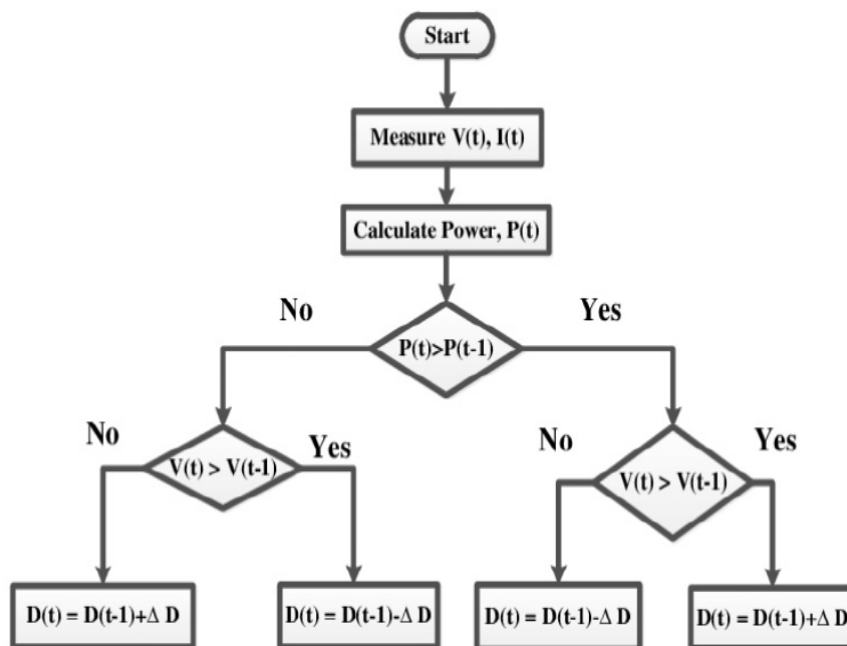 Start
Measure V(t), I(t)
Calculate Power, P(t)
No
Yes
P(t)>P(t-1)
No
Yes
No
Yes
V(t) > V(t-1)
V(t) > V(t-1)
D(t) = D(t-1)+Δ D
D(t) = D(t-1)-Δ D
D(t) = D(t-1)-Δ D
D(t) = D(t-1)+Δ D